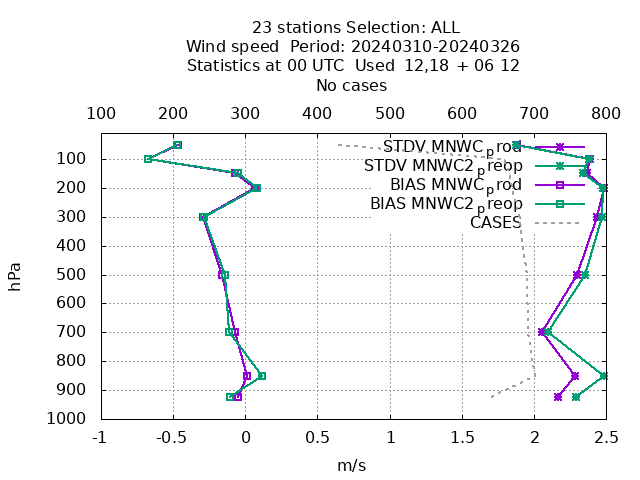 23 stations Selection: ALL
Wind speed  Period: 20240310-20240326
Statistics at 00 UTC  Used  12,18 + 06 12
No cases
100 200 300 400 500 600 700 800
STDV MNWC_prod
STDV MNWC2_preop
BIAS MNWC_prod
BIAS MNWC2_preop
CASES
100
200
300
400
500
600
700
800
900
1000
hPa
-1 -0.5 0 0.5 1 1.5 2 2.5
m/s